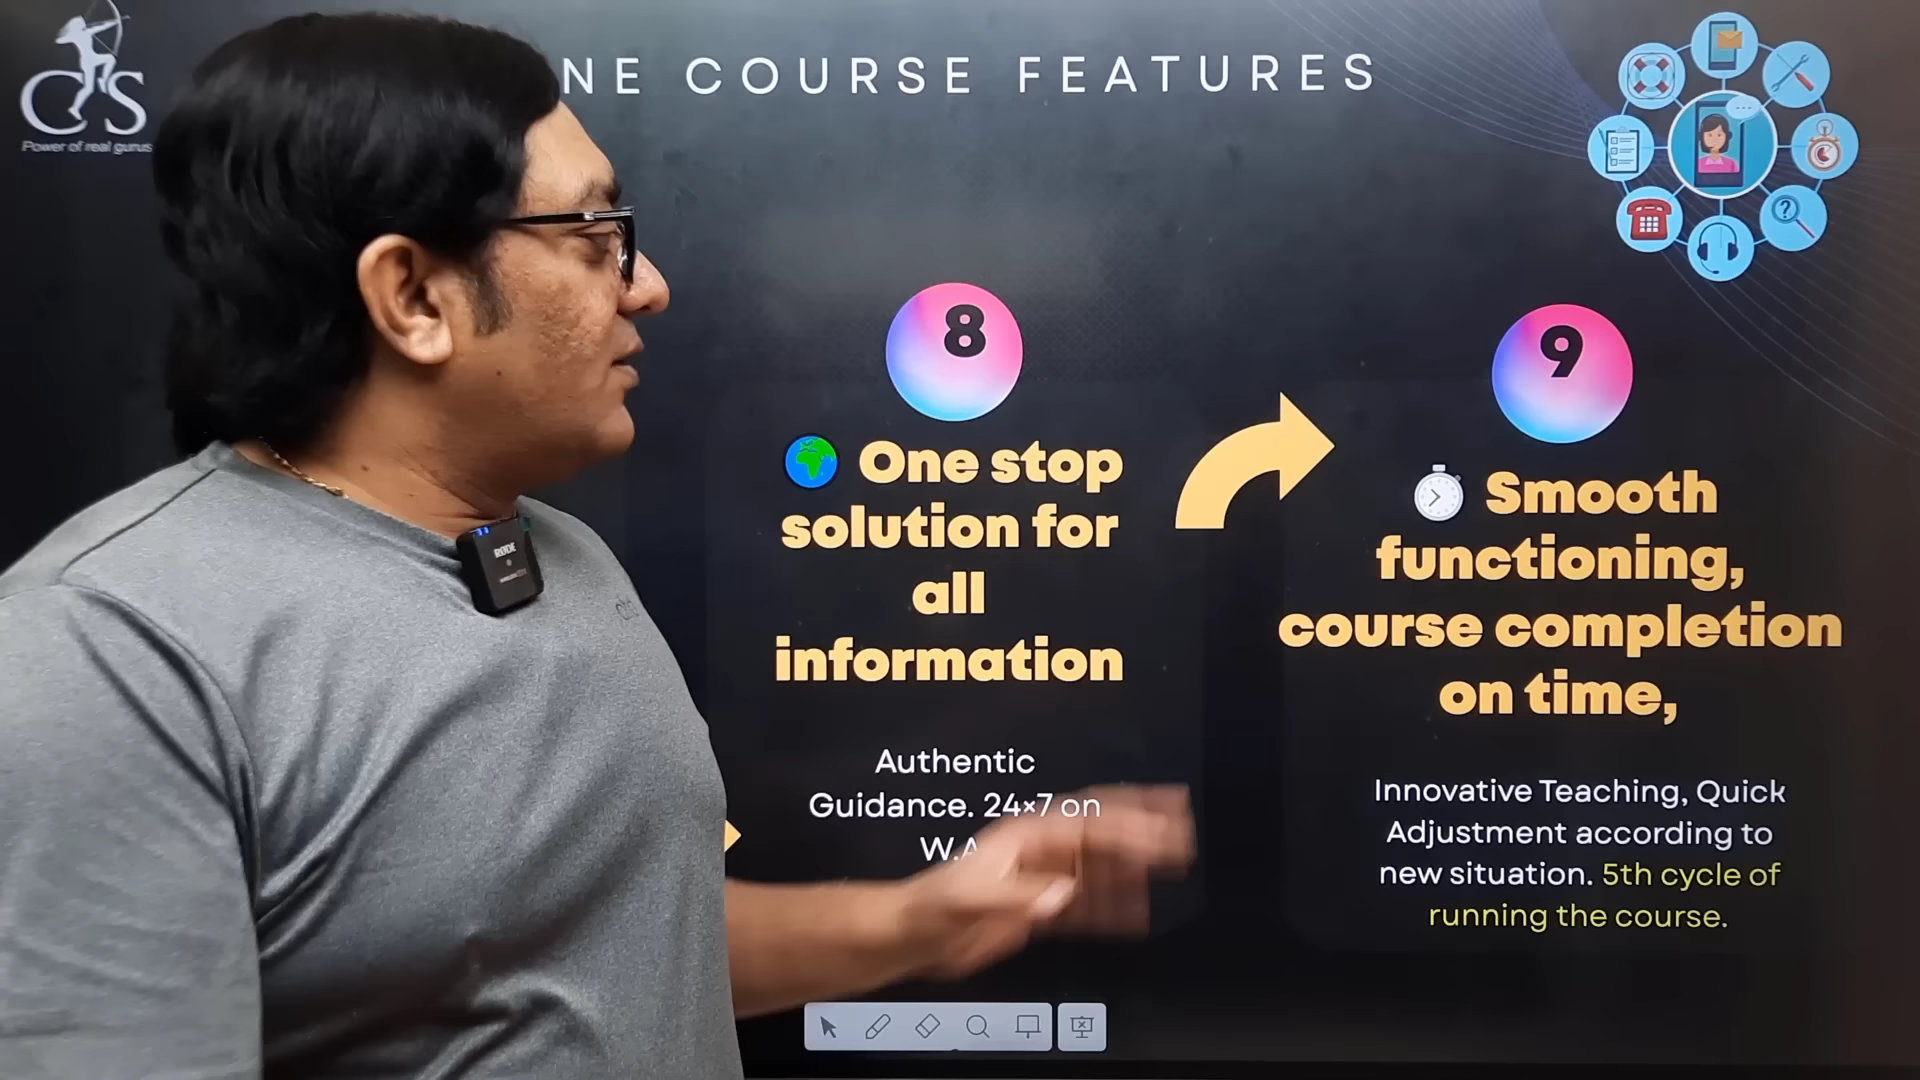 CS
Power of real gurus
NE COURSE FEATURES
8
One stop
solution for
all
information
Authentic
Guidance. 24×7 on
W.A
9
Smooth
functioning,
course completion
on time,
Innovative Teaching, Quick
Adjustment according to
new situation. 5th cycle of
running the course.
RØDE